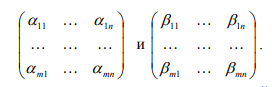 α₁₁ … α₁ₙ и β₁₁ … β₁ₙ
… … … … … …
αₘ₁ … αₘₙ βₘ₁ … βₘₙ .